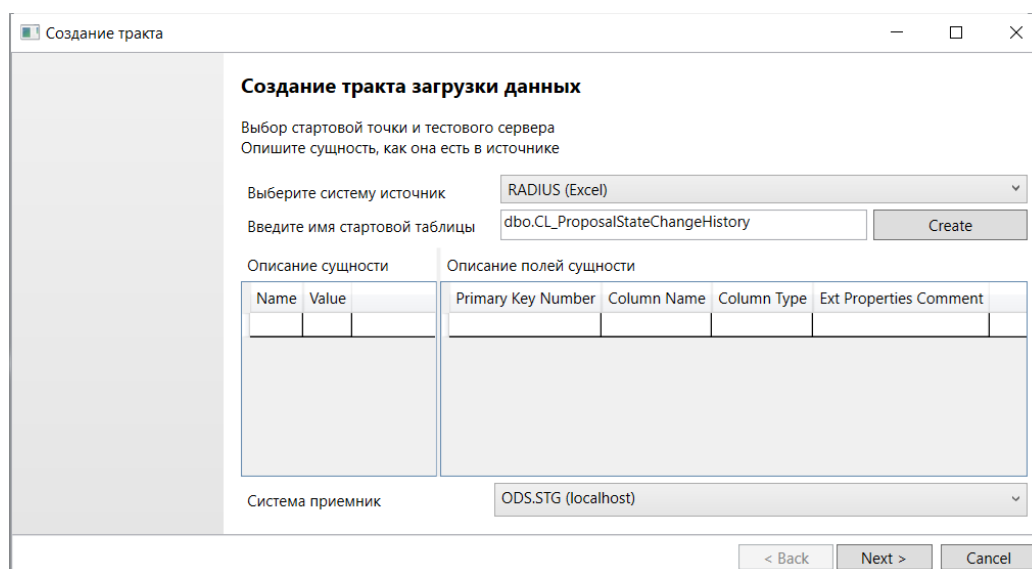 Создание тракта
Создание тракта загрузки данных
Выбор стартовой точки и тестового сервера
Опишите сущность, как она есть в источнике
Выберите систему источник RADIUS (Excel)
Введите имя стартовой таблицы dbo.CL_ProposalStateChangeHistory Create
Описание сущности Описание полей сущности
Name Value Primary Key Number Column Name Column Type Ext Properties Comment
Система приемник ODS.STG (localhost)
< Back Next > Cancel